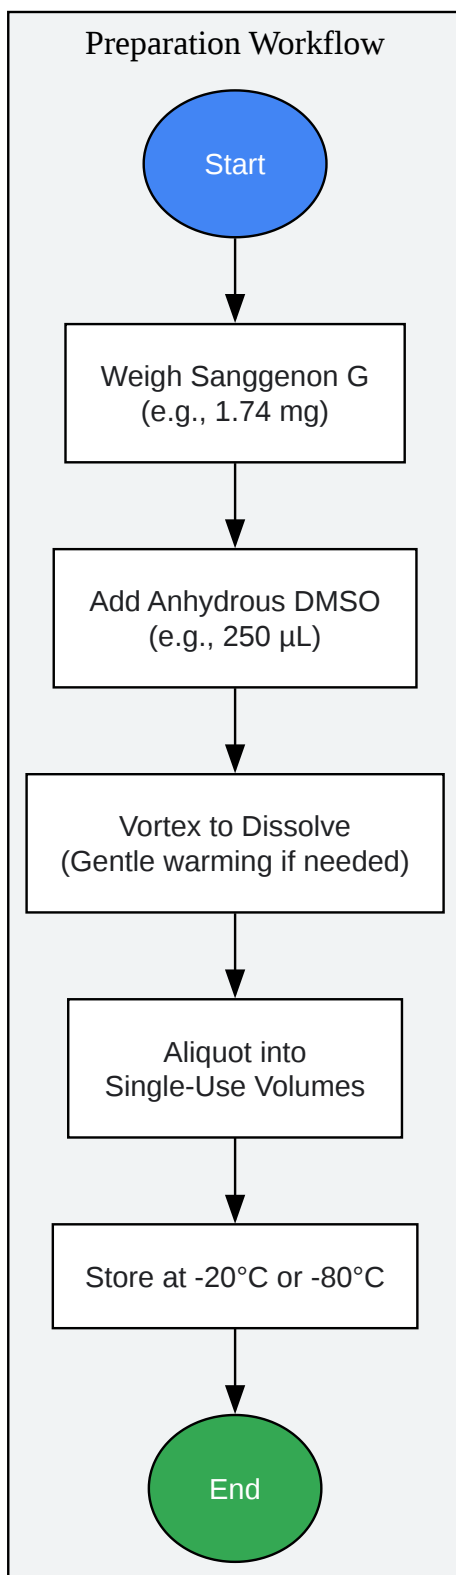 Preparation Workflow
Start
Weigh Sanggenon G
(e.g., 1.74 mg)
Add Anhydrous DMSO
(e.g., 250 µL)
Vortex to Dissolve
(Gentle warming if needed)
Aliquot into
Single-Use Volumes
Store at -20°C or -80°C
End